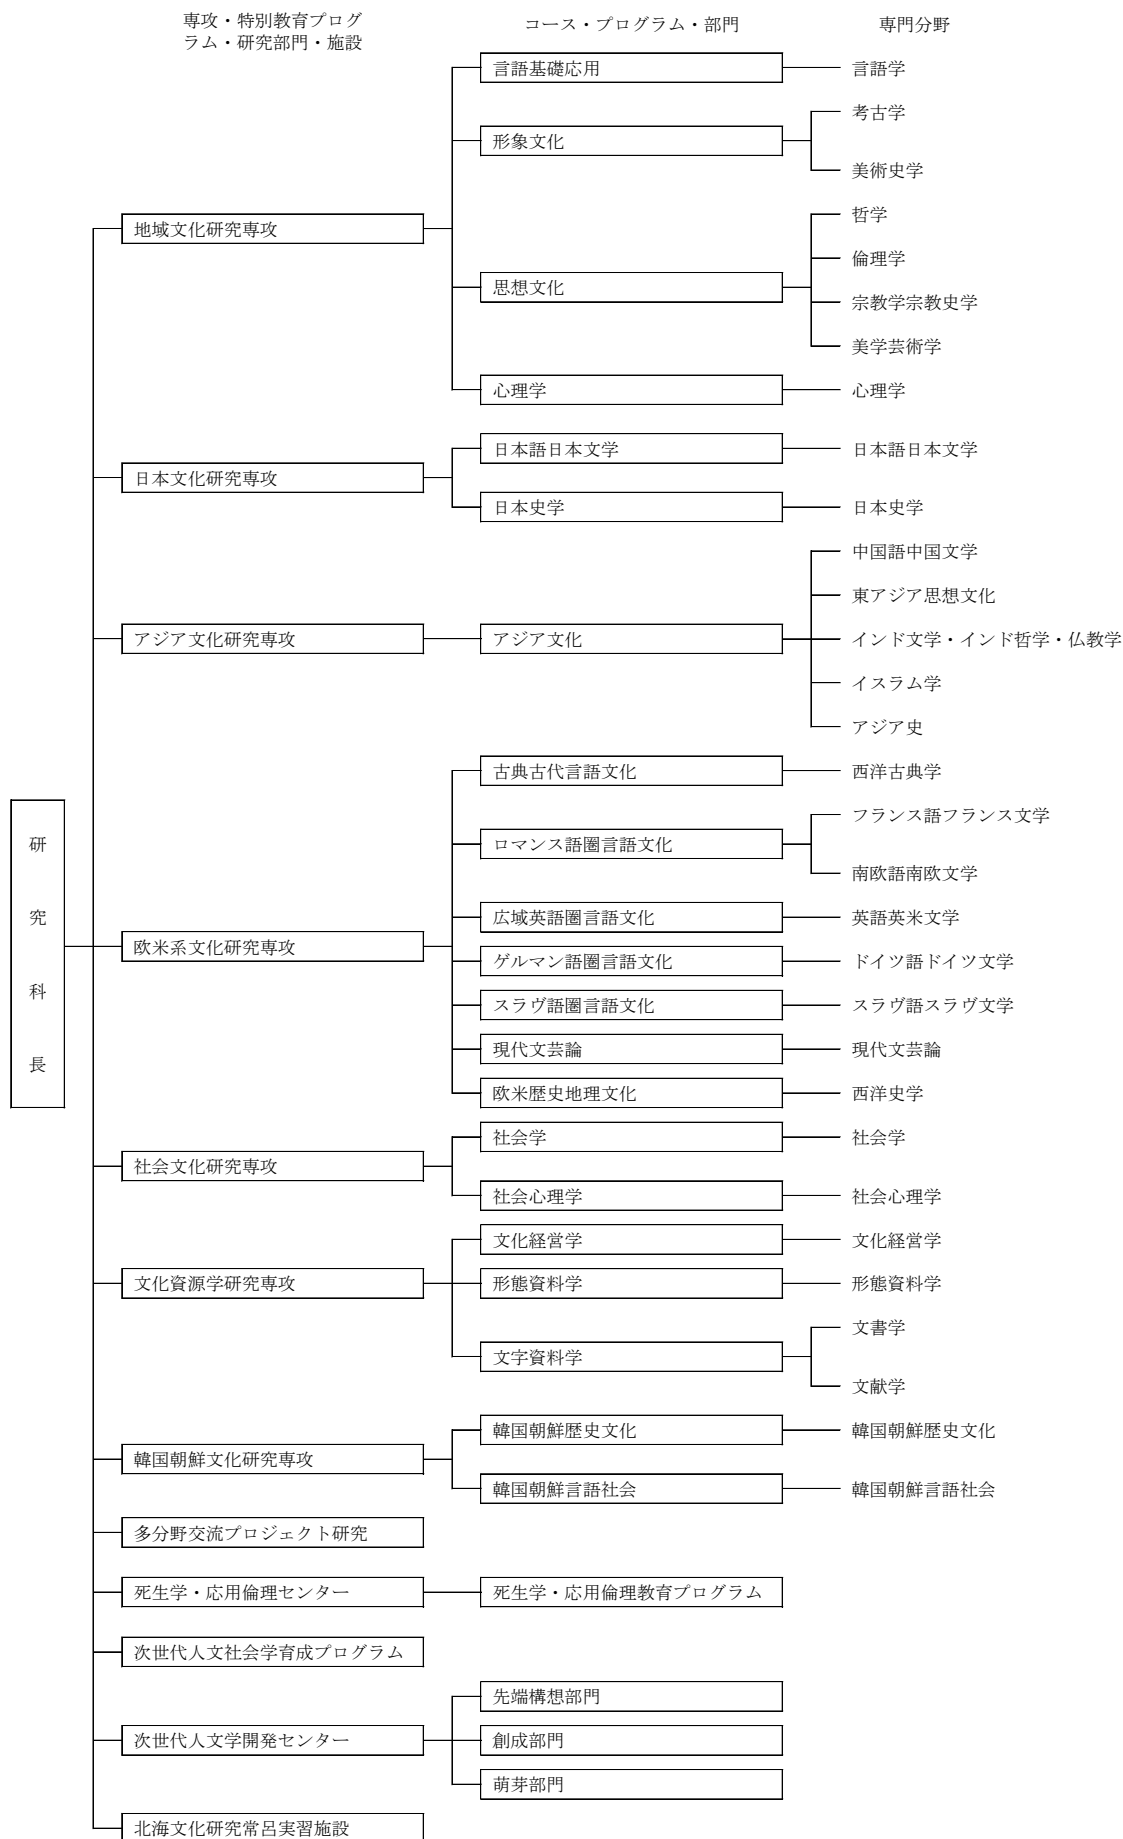 専攻・特別教育プログ
ラム・研究部門・施設
コース・プログラム・部門
専門分野
研究科長
地域文化研究専攻
言語基礎応用
言語学
形象文化
考古学
美術史学
思想文化
哲学
倫理学
宗教学宗教史学
美学芸術学
心理学
心理学
日本文化研究専攻
日本語日本文学
日本語日本文学
日本史学
日本史学
アジア文化研究専攻
アジア文化
中国語中国文学
東アジア思想文化
インド文学・インド哲学・仏教学
イスラム学
アジア史
欧米系文化研究専攻
古典古代言語文化
西洋古典学
ロマンス語圏言語文化
フランス語フランス文学
南欧語南欧文学
広域英語圏言語文化
英語英米文学
ゲルマン語圏言語文化
ドイツ語ドイツ文学
スラヴ語圏言語文化
スラヴ語スラヴ文学
現代文芸論
現代文芸論
欧米歴史地理文化
西洋史学
社会文化研究専攻
社会学
社会学
社会心理学
社会心理学
文化資源学研究専攻
文化経営学
文化経営学
形態資料学
形態資料学
文字資料学
文書学
文献学
韓国朝鮮文化研究専攻
韓国朝鮮歴史文化
韓国朝鮮歴史文化
韓国朝鮮言語社会
韓国朝鮮言語社会
多分野交流プロジェクト研究
死生学・応用倫理センター
死生学・応用倫理教育プログラム
次世代人文社会学育成プログラム
次世代人文学開発センター
先端構想部門
創成部門
萌芽部門
北海文化研究常呂実習施設